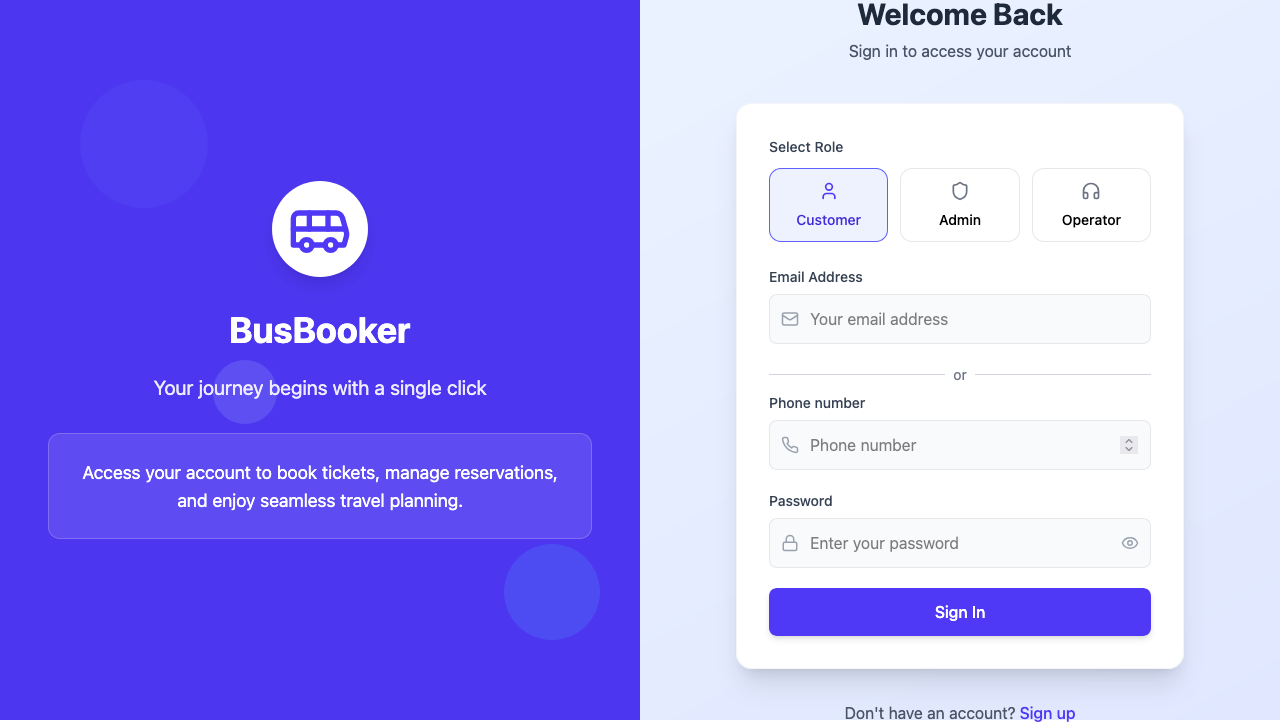 BusBooker
Your journey begins with a single click
Access your account to book tickets, manage reservations,
and enjoy seamless travel planning.
Welcome Back
Sign in to access your account
Select Role
Customer
Admin
Operator
Email Address
Your email address
or
Phone number
Phone number
Password
Enter your password
Sign In
Don't have an account? Sign up